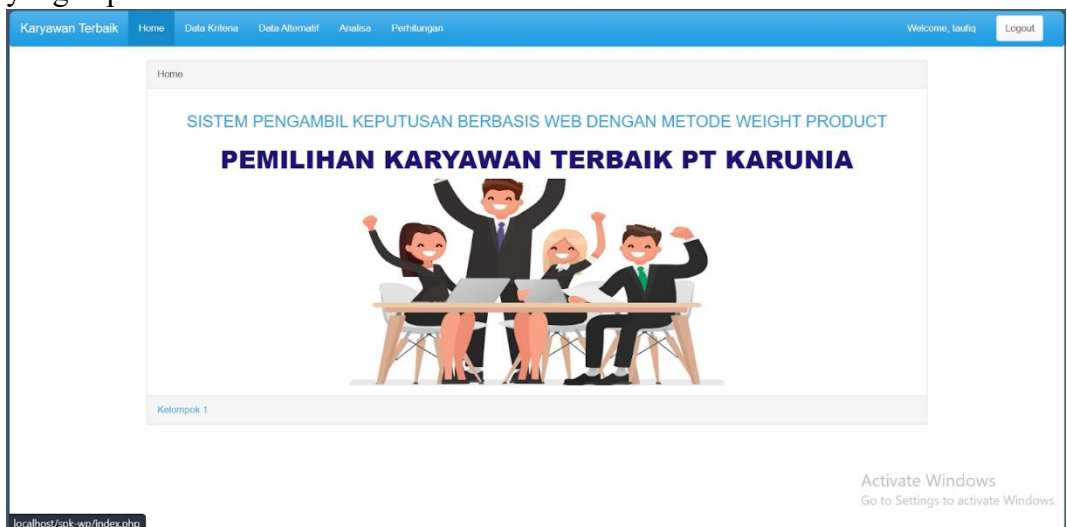 Karyawan Terbaik Home Data Kriteria Data Alternatif Analisa Perhitungan Welcome, taufiq Logout
Home
SISTEM PENGAMBIL KEPUTUSAN BERBASIS WEB DENGAN METODE WEIGHT PRODUCT
PEMILIHAN KARYAWAN TERBAIK PT KARUNIA
Kelompok 1
Activate Windows
Go to Settings to activate Windows.
localhost/spk-wp/index.php